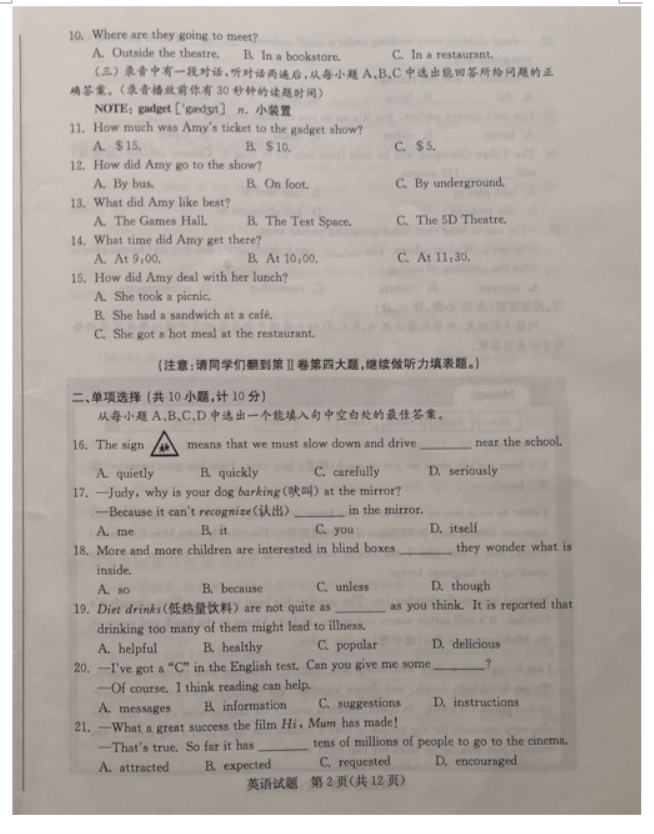 10. Where are they going to meet?
A. Outside the theatre. B. In a bookstore. C. In a restaurant.
(三) 录音中有一段对话,听对话两遍后,从每小题 A、B、C 中选出能回答所给问题的正
确答案。(录音播放前你有 30 秒钟的读题时间)
NOTE: gadget ['gædʒɪt] n. 小装置
11. How much was Amy's ticket to the gadget show?
A. $15. B. $10. C. $5.
12. How did Amy go to the show?
A. By bus. B. On foot. C. By underground.
13. What did Amy like best?
A. The Games Hall. B. The Test Space. C. The 5D Theatre.
14. What time did Amy get there?
A. At 9:00. B. At 10:00. C. At 11:30.
15. How did Amy deal with her lunch?
A. She took a picnic.
B. She had a sandwich at a café.
C. She got a hot meal at the restaurant.
(注意:请同学们翻到第Ⅱ卷第四大题,继续做听力填表题。)
二、单项选择 (共 10 小题,计 10 分)
从每小题 A、B、C、D 中选出一个能填入句中空白处的最佳答案。
16. The sign means that we must slow down and drive ________ near the school.
A. quietly B. quickly C. carefully D. seriously
17. —Judy, why is your dog barking(吠叫) at the mirror?
—Because it can't recognize(认出) ________ in the mirror.
A. me B. it C. you D. itself
18. More and more children are interested in blind boxes ________ they wonder what is
inside.
A. so B. because C. unless D. though
19. Diet drinks(低热量饮料) are not quite as ________ as you think. It is reported that
drinking too many of them might lead to illness.
A. helpful B. healthy C. popular D. delicious
20. —I've got a "C" in the English test. Can you give me some ________?
—Of course. I think reading can help.
A. messages B. information C. suggestions D. instructions
21. —What a great success the film Hi, Mum has made!
—That's true. So far it has ________ tens of millions of people to go to the cinema.
A. attracted B. expected C. requested D. encouraged
英语试题 第 2 页(共 12 页)